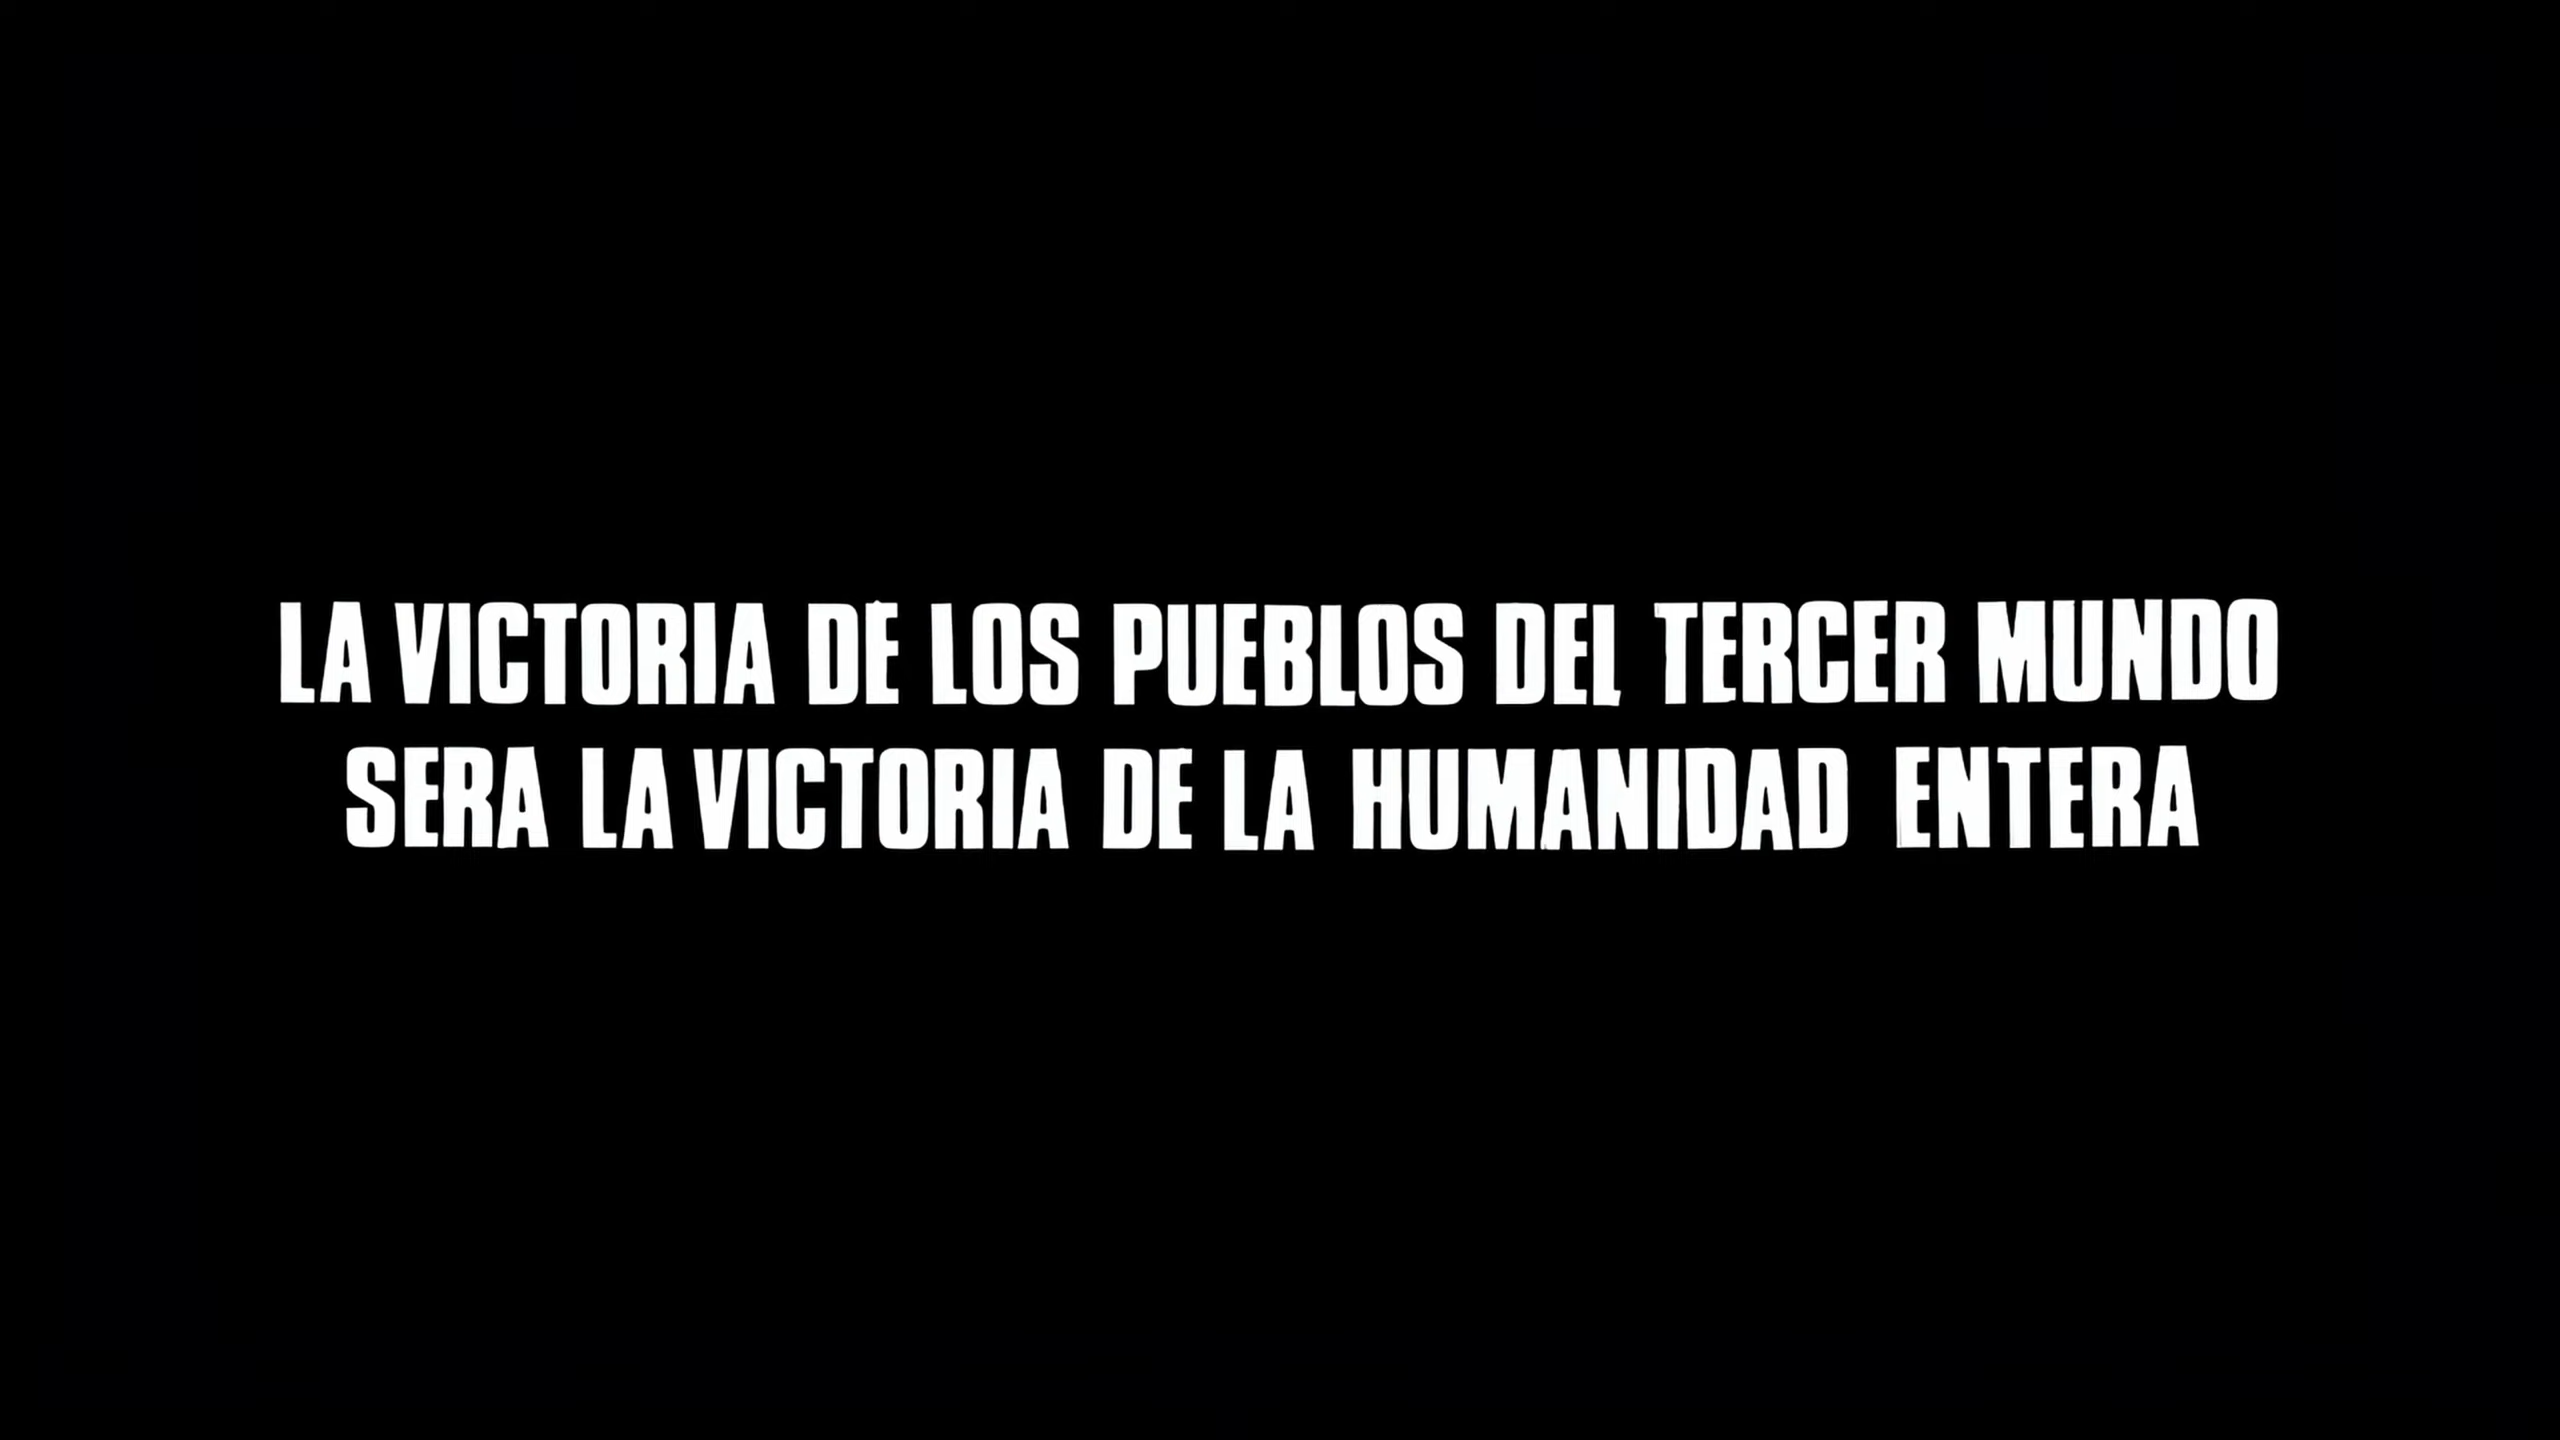 LA VICTORIA DE LOS PUEBLOS DEL TERCER MUNDO
SERA LA VICTORIA DE LA HUMANIDAD ENTERA